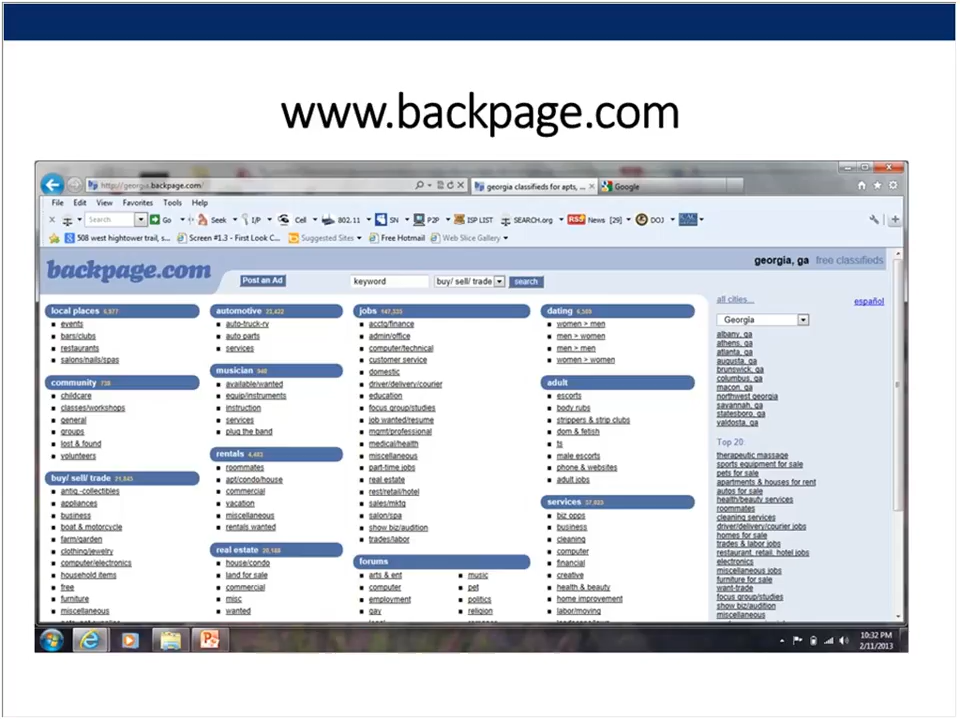 www.backpage.com
http://georgia.backpage.com/
georgia classifieds for apts, ...
Google
File Edit View Favorites Tools Help
Search Go Seek I/P Cell 802.11 SN P2P ISP LIST SEARCH.org RSS News [29] DOJ
508 west hightower trail, s... Screen #1.3 - First Look C... Suggested Sites Free Hotmail Web Slice Gallery
backpage.com
Post an Ad
keyword
buy/ sell/ trade
search
georgia, ga free classifieds
local places
events
bars/clubs
restaurants
salons/nails/spas
community 738
childcare
classes/workshops
general
groups
lost & found
volunteers
buy/ sell/ trade
antiq.-collectibles
appliances
business
boat & motorcycle
farm/garden
clothing/jewelry
computer/electronics
household items
free
furniture
miscellaneous
automotive
auto-truck-rv
auto parts
services
musician
available/wanted
equip/instruments
instruction
services
plug the band
rentals
roommates
apt/condo/house
commercial
vacation
miscellaneous
rentals wanted
real estate
house/condo
land for sale
commercial
misc
wanted
jobs
acctg/finance
admin/office
computer/technical
customer service
domestic
driver/delivery/courier
education
focus group/studies
job wanted/resume
mgmt/professional
medical/health
miscellaneous
part-time jobs
real estate
rest/retail/hotel
sales/mktg
salon/spa
show biz/audition
trades/labor
forums
arts & ent
computer
employment
gay
music
pet
politics
religion
dating
women > men
men > women
men > men
women > women
adult
escorts
body rubs
strippers & strip clubs
dom & fetish
ts
male escorts
phone & websites
adult jobs
services
biz opps
business
cleaning
computer
financial
creative
health & beauty
home improvement
labor/moving
all cities...
español
Georgia
albany, ga
athens, ga
atlanta, ga
augusta, ga
brunswick, ga
columbus, ga
macon, ga
northwest georgia
savannah, ga
statesboro, ga
valdosta, ga
Top 20:
therapeutic massage
sports equipment for sale
pets for sale
apartments & houses for rent
autos for sale
health/beauty services
roommates
cleaning services
driver/delivery/courier jobs
homes for sale
trades & labor jobs
restaurant, retail, hotel jobs
electronics
miscellaneous jobs
furniture for sale
want-trade
focus group/studies
show biz/audition
computer services
10:32 PM
2/11/2013